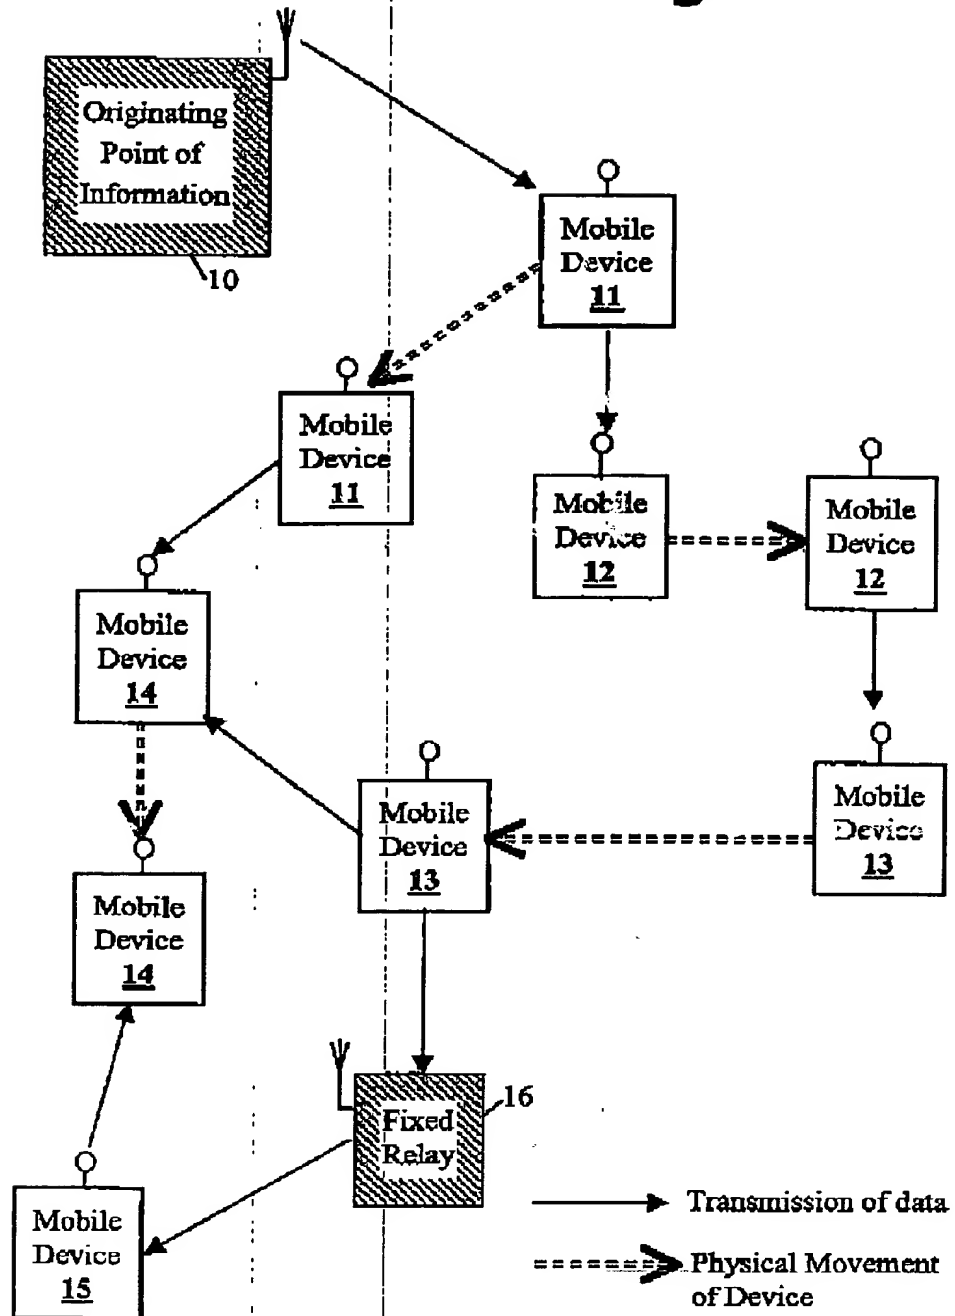 Originating
Point of
Information
10
Mobile
Device
11
Mobile
Device
11
Mobile
Device
12
Mobile
Device
12
Mobile
Device
14
Mobile
Device
13
Mobile
Device
13
Mobile
Device
14
Fixed
Relay
16
Mobile
Device
15
Transmission of data
Physical Movement
of Device